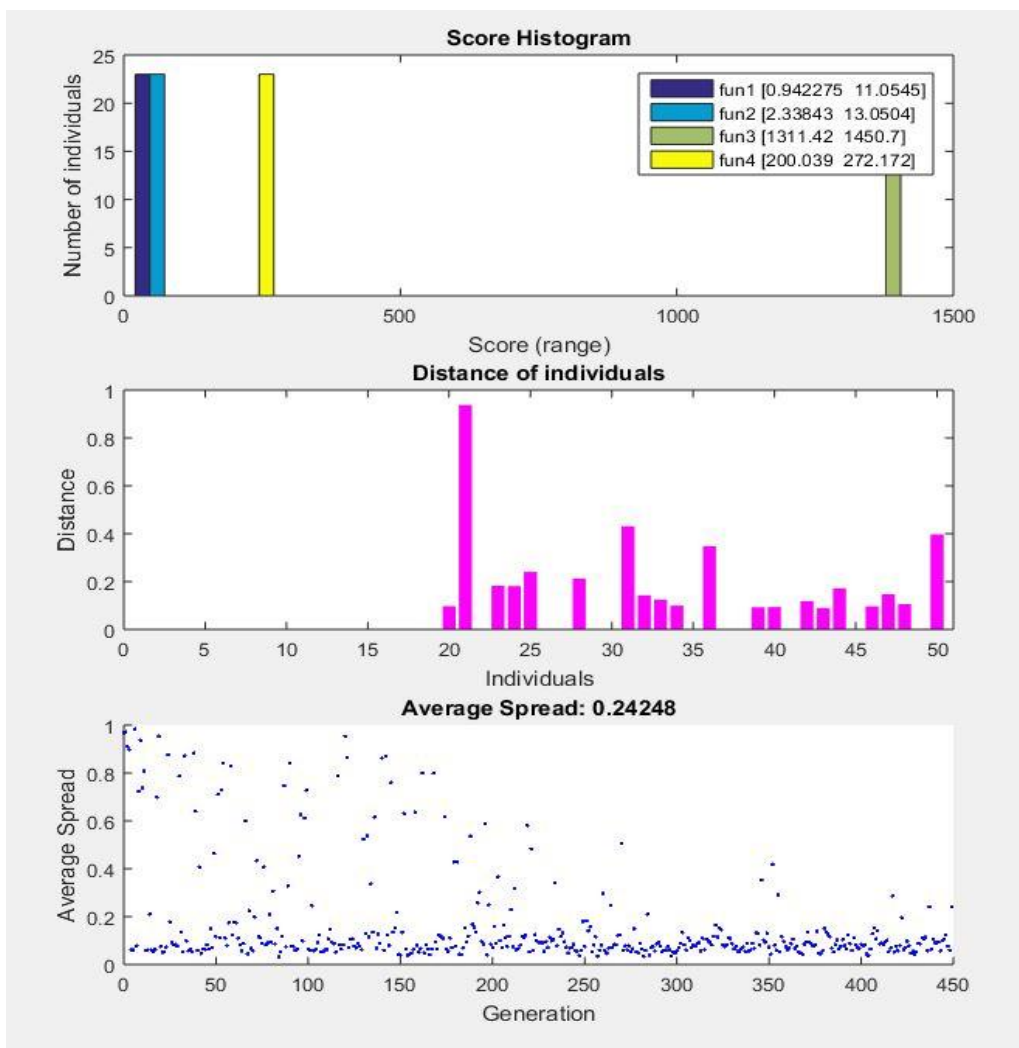 Score Histogram
25
20
15
10
5
0
Number of individuals
fun1 [0.942275 11.0545]
fun2 [2.33843 13.0504]
fun3 [1311.42 1450.7]
fun4 [200.039 272.172]
0 500 1000 1500
Score (range)
Distance of individuals
1
0.8
0.6
0.4
0.2
0
Distance
0 5 10 15 20 25 30 35 40 45 50
Individuals
Average Spread: 0.24248
1
0.8
0.6
0.4
0.2
0
Average Spread
0 50 100 150 200 250 300 350 400 450
Generation